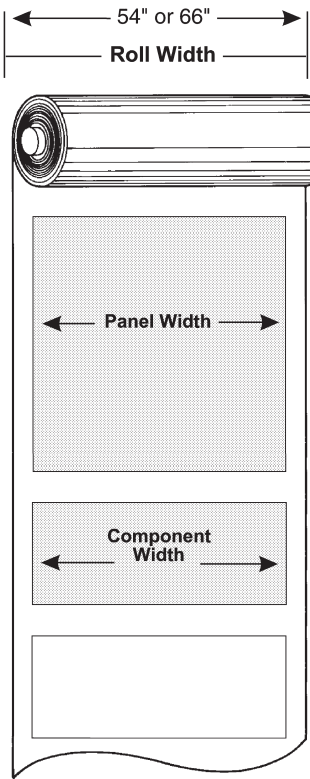 54" or 66"
Roll Width
Panel Width
Component
Width